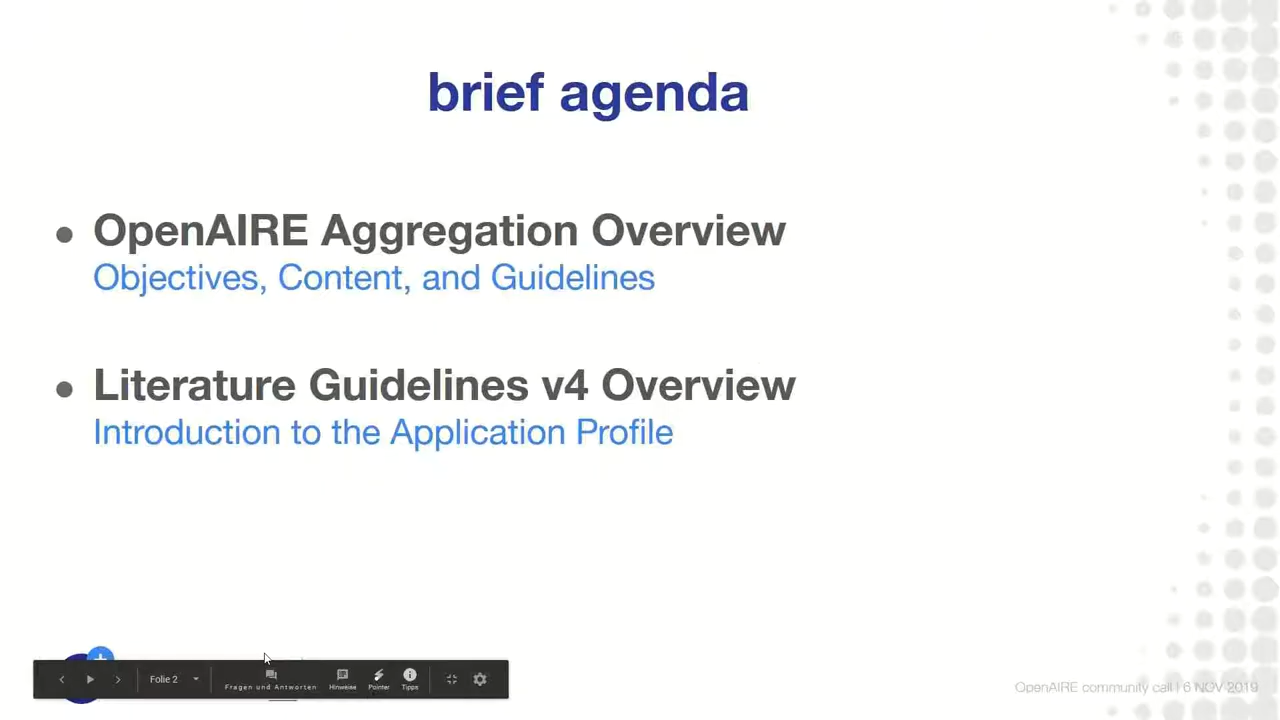 brief agenda
• OpenAIRE Aggregation Overview
Objectives, Content, and Guidelines
• Literature Guidelines v4 Overview
Introduction to the Application Profile
Folie 2
Fragen und Antworten
Hinweise
Pointer
Tipps
OpenAIRE community call | 6 NOV 2019